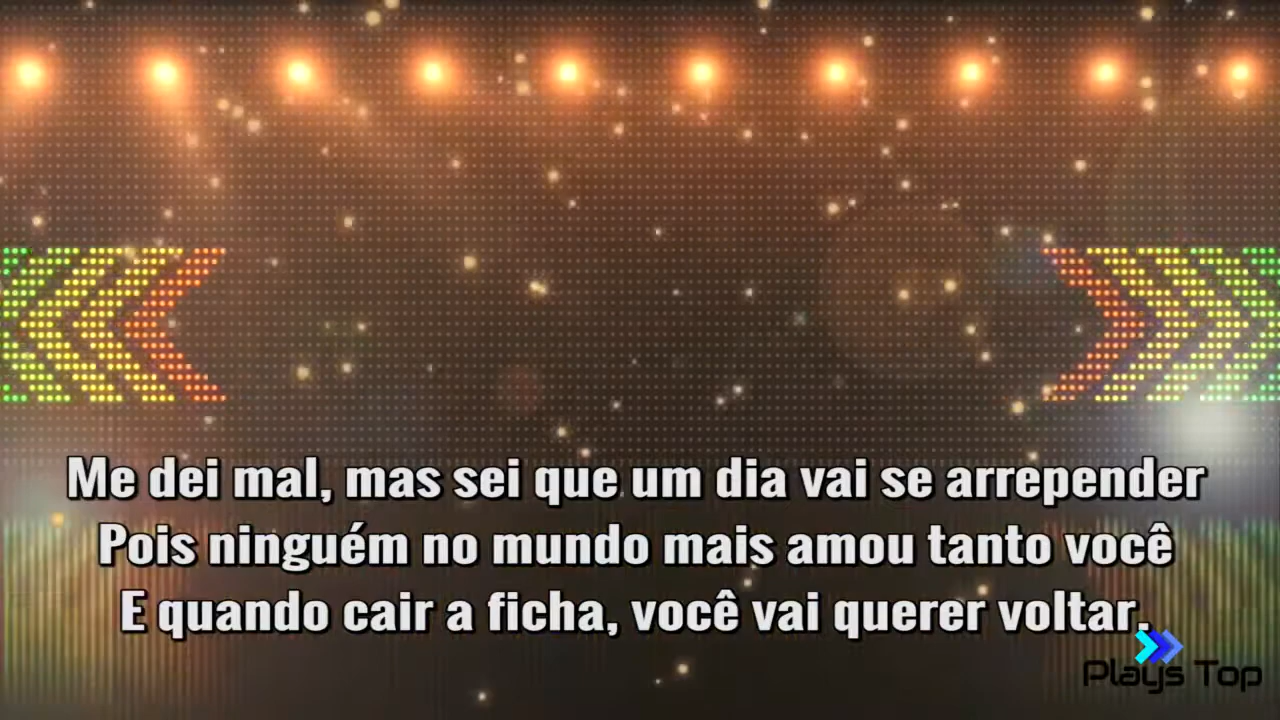 Me dei mal, mas sei que um dia vai se arrepender
Pois ninguém no mundo mais amou tanto você
E quando cair a ficha, você vai querer voltar.
Plays Top